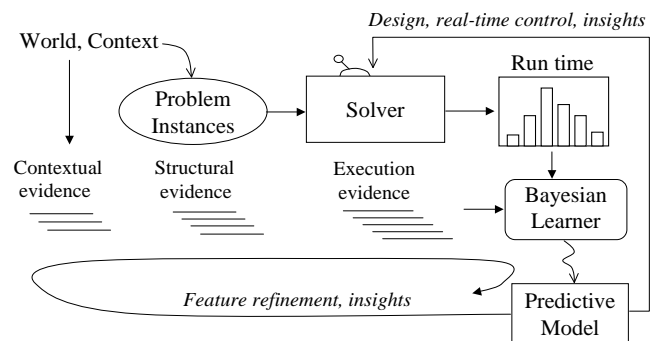 Design, real-time control, insights
World, Context
Run time
Problem
Instances
Solver
Contextual
evidence
Structural
evidence
Execution
evidence
Bayesian
Learner
Feature refinement, insights
Predictive
Model